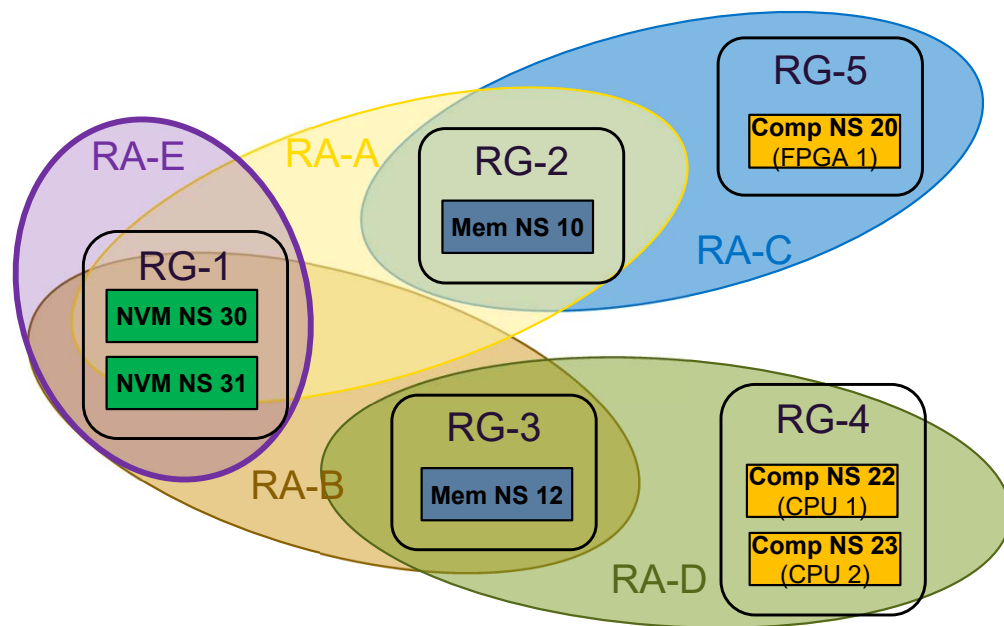 RG-5
Comp NS 20
(FPGA 1)
RA-E
RA-A
RG-2
Mem NS 10
RA-C
RG-1
NVM NS 30
NVM NS 31
RG-3
Mem NS 12
RA-B
RG-4
Comp NS 22
(CPU 1)
Comp NS 23
(CPU 2)
RA-D